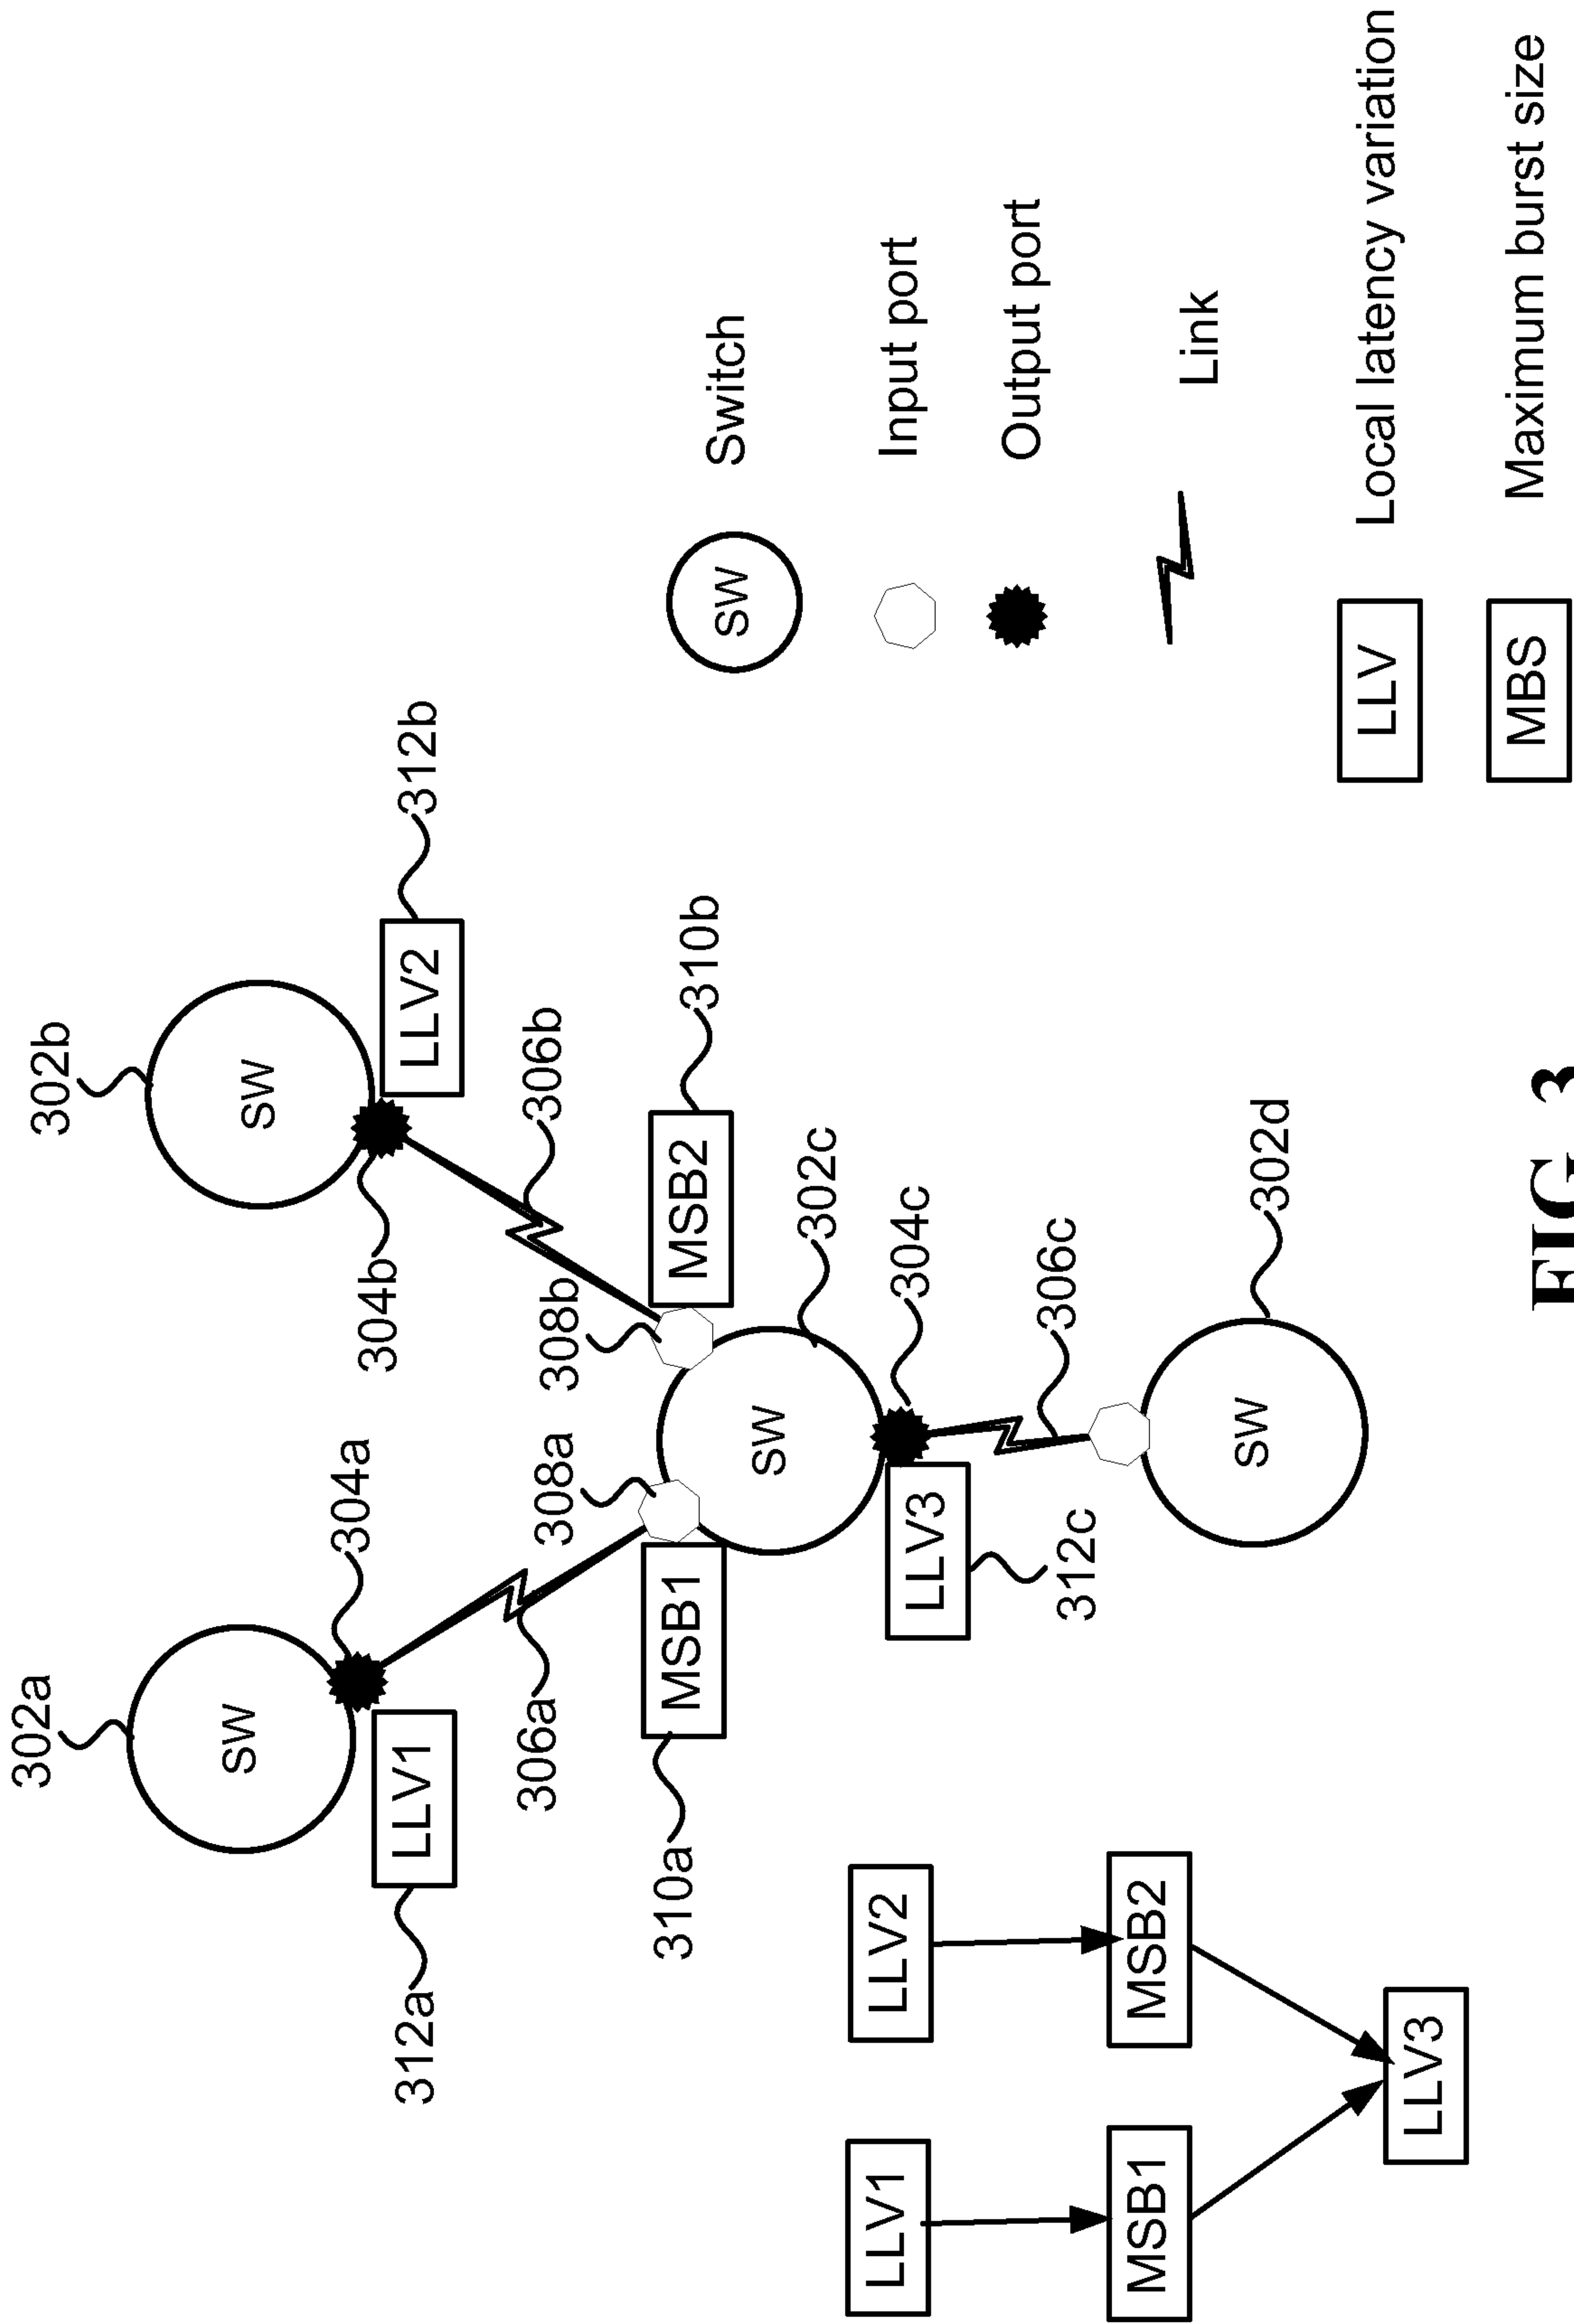 302a
302b
SW
SW
304a
304b
312a
LLV1
LLV2
312b
306a
306b
308a
308b
310a
MSB1
MSB2
310b
SW
302c
SW
Switch
LLV1
LLV2
LLV3
304c
Input port
312c
306c
Output port
MSB1
MSB2
Link
SW
302d
LLV3
LLV
Local latency variation
MBS
Maximum burst size
FIG 3